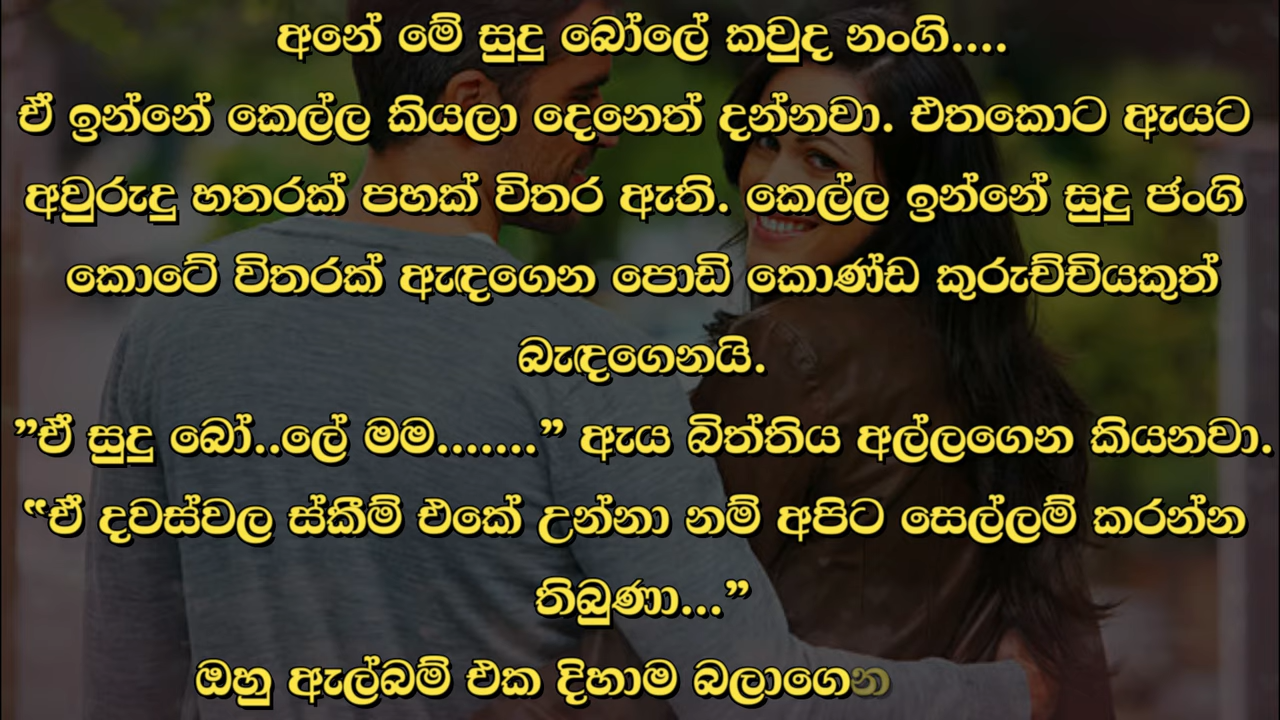 අනේ මේ සුදු බෝලේ කවුද නංගි....
ඒ ඉන්නේ කෙල්ල කියලා දෙනෙත් දන්නවා. එතකොට ඇයට
අවුරුදු හතරක් පහක් විතර ඇති. කෙල්ල ඉන්නේ සුදු ජංගි
කොටේ විතරක් ඇඳගෙන පොඩි කොණ්ඩ කුරුච්චියකුත්
බැඳගෙනයි.
”ඒ සුදු බෝ..ලේ මම.......” ඇය බිත්තිය අල්ලගෙන කියනවා.
“ඒ දවස්වල ස්කීම් එකේ උන්නා නම් අපිට සෙල්ලම් කරන්න
තිබුණා...”
ඔහු ඇල්බම් එක දිහාම බලාගෙන